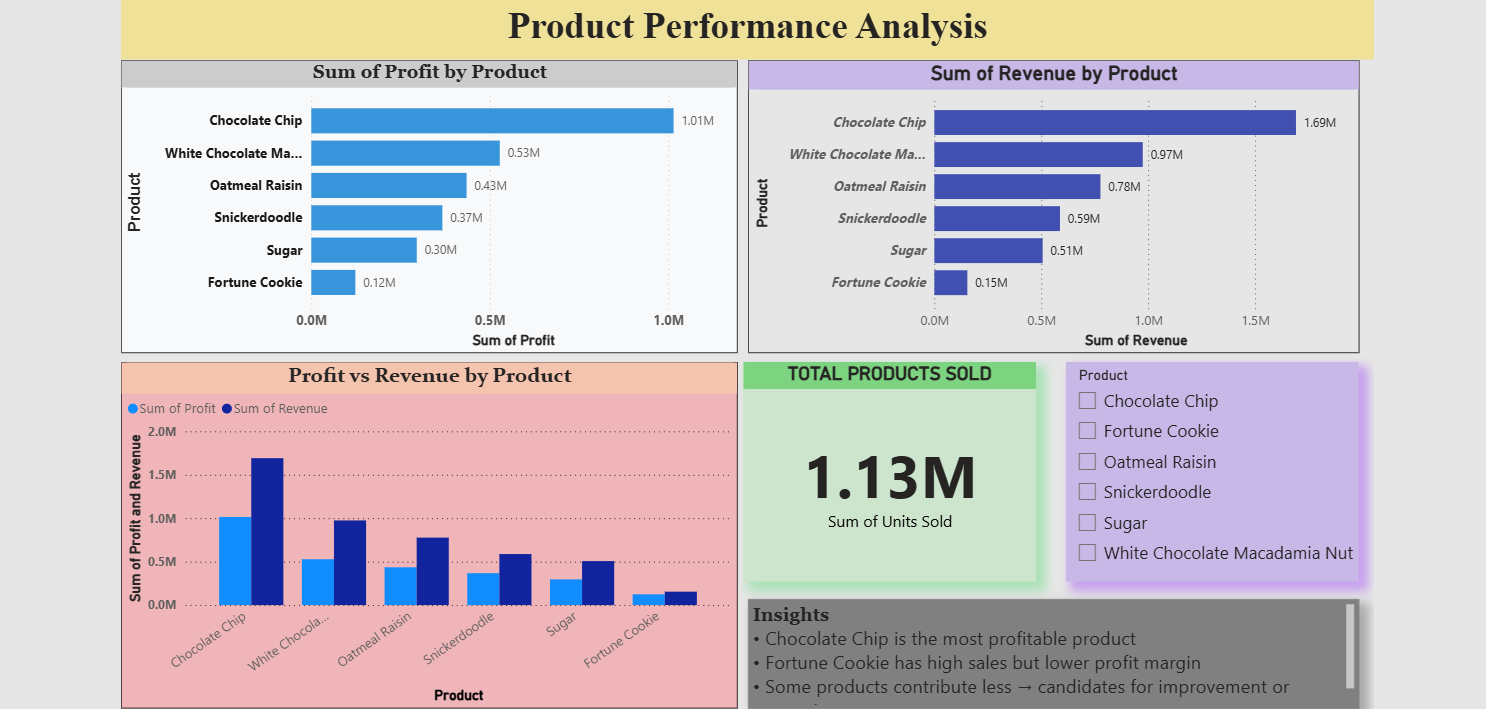 Product Performance Analysis
Sum of Profit by Product
Product
Chocolate Chip
1.01M
White Chocolate Ma...
0.53M
Oatmeal Raisin
0.43M
Snickerdoodle
0.37M
Sugar
0.30M
Fortune Cookie
0.12M
0.0M 0.5M 1.0M
Sum of Profit
Sum of Revenue by Product
Product
Chocolate Chip
1.69M
White Chocolate Ma...
0.97M
Oatmeal Raisin
0.78M
Snickerdoodle
0.59M
Sugar
0.51M
Fortune Cookie
0.15M
0.0M 0.5M 1.0M 1.5M
Sum of Revenue
Profit vs Revenue by Product
Sum of Profit Sum of Revenue
Sum of Profit and Revenue
2.0M
1.5M
1.0M
0.5M
0.0M
Chocolate Chip
White Chocola...
Oatmeal Raisin
Snickerdoodle
Sugar
Fortune Cookie
Product
TOTAL PRODUCTS SOLD
1.13M
Sum of Units Sold
Product
Chocolate Chip
Fortune Cookie
Oatmeal Raisin
Snickerdoodle
Sugar
White Chocolate Macadamia Nut
Insights
• Chocolate Chip is the most profitable product
• Fortune Cookie has high sales but lower profit margin
• Some products contribute less → candidates for improvement or